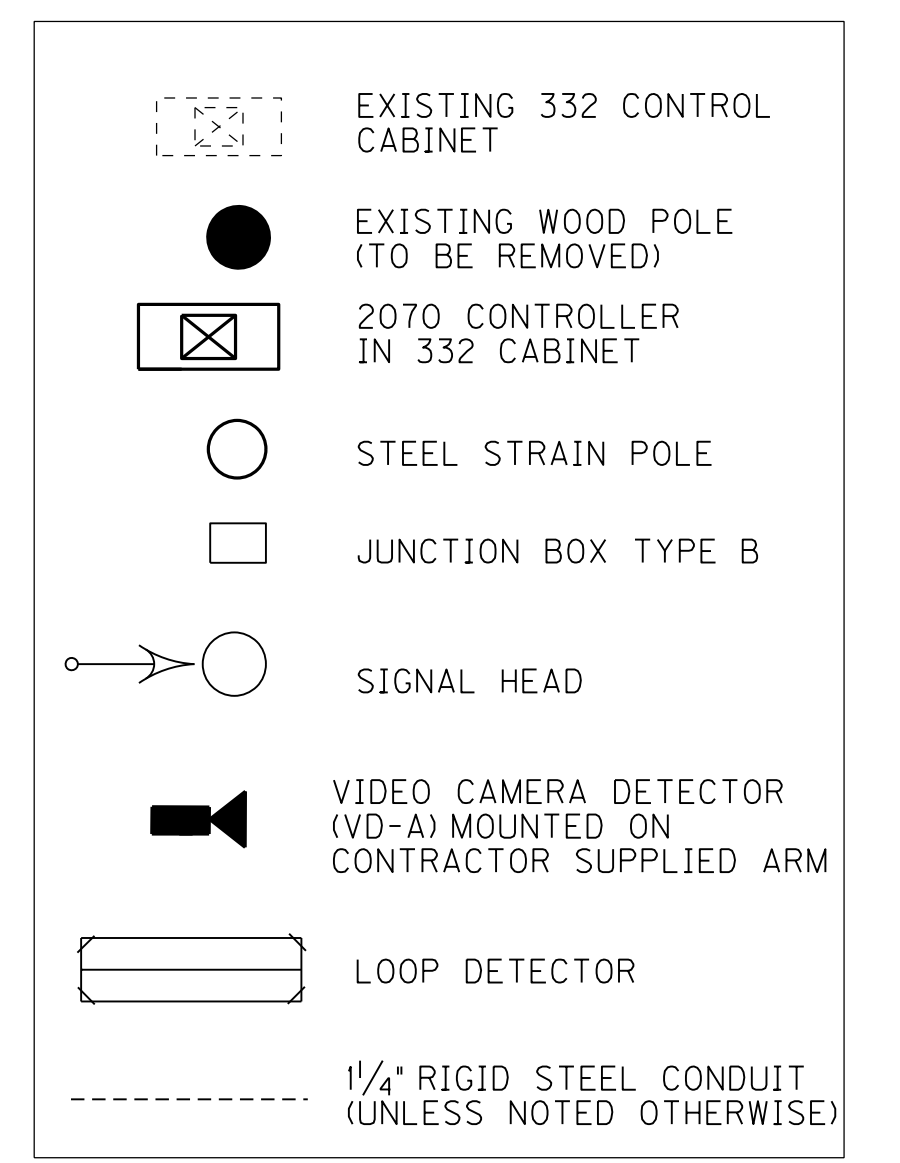 EXISTING 332 CONTROL
CABINET
EXISTING WOOD POLE
(TO BE REMOVED)
2070 CONTROLLER
IN 332 CABINET
STEEL STRAIN POLE
JUNCTION BOX TYPE B
SIGNAL HEAD
VIDEO CAMERA DETECTOR
(VD-A) MOUNTED ON
CONTRACTOR SUPPLIED ARM
LOOP DETECTOR
1 1/4" RIGID STEEL CONDUIT
(UNLESS NOTED OTHERWISE)